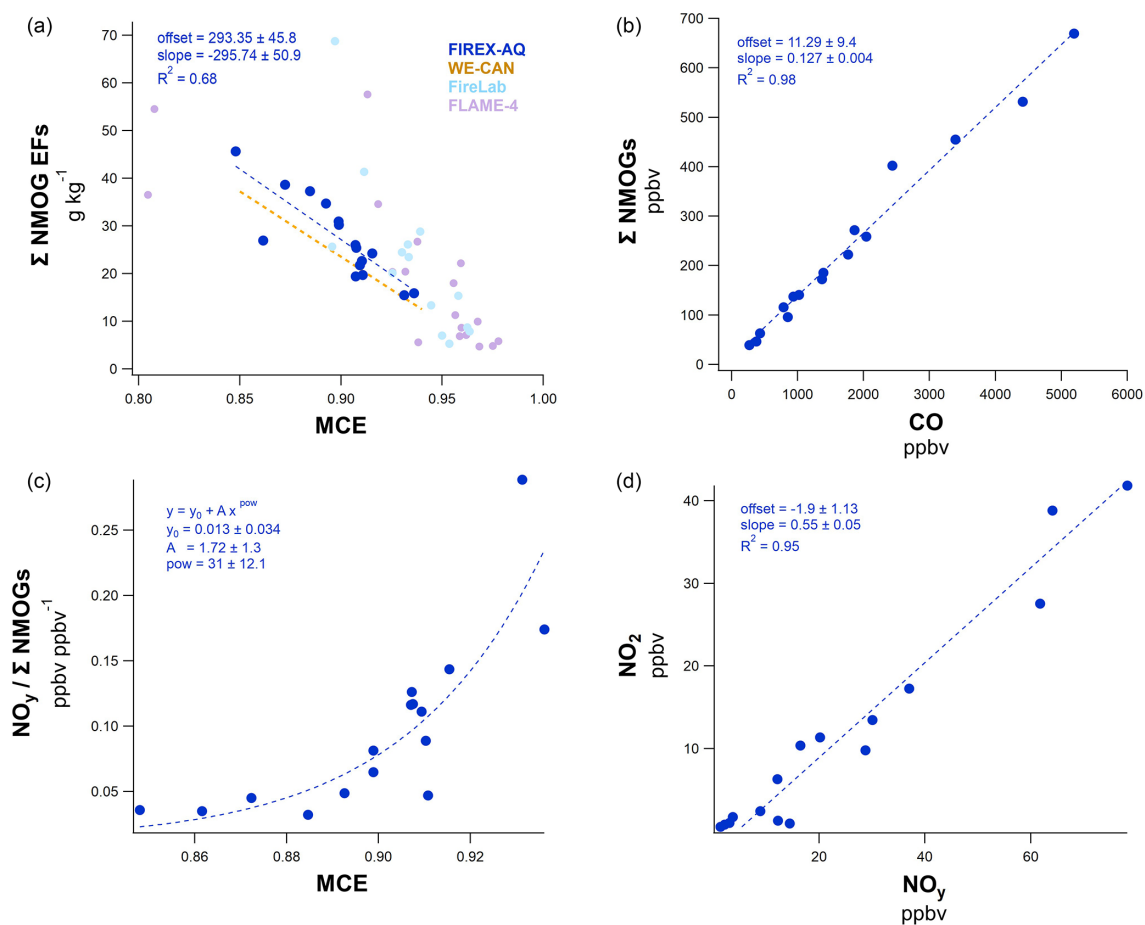 (a)
offset = 293.35 ± 45.8
slope = -295.74 ± 50.9
R² = 0.68
FIREX-AQ
WE-CAN
FireLab
FLAME-4
Σ NMOG EFs
g kg⁻¹
70
60
50
40
30
20
10
0
0.80 0.85 0.90 0.95 1.00
MCE
(b)
offset = 11.29 ± 9.4
slope = 0.127 ± 0.004
R² = 0.98
Σ NMOGs
ppbv
700
600
500
400
300
200
100
0
0 1000 2000 3000 4000 5000 6000
CO
ppbv
(c)
y = y₀ + A x ᵖᵒʷ
y₀ = 0.013 ± 0.034
A = 1.72 ± 1.3
pow = 31 ± 12.1
NOy / Σ NMOGs
ppbv ppbv⁻¹
0.25
0.20
0.15
0.10
0.05
0.86 0.88 0.90 0.92
MCE
(d)
offset = -1.9 ± 1.13
slope = 0.55 ± 0.05
R² = 0.95
NO₂
ppbv
40
30
20
10
20 40 60
NOy
ppbv